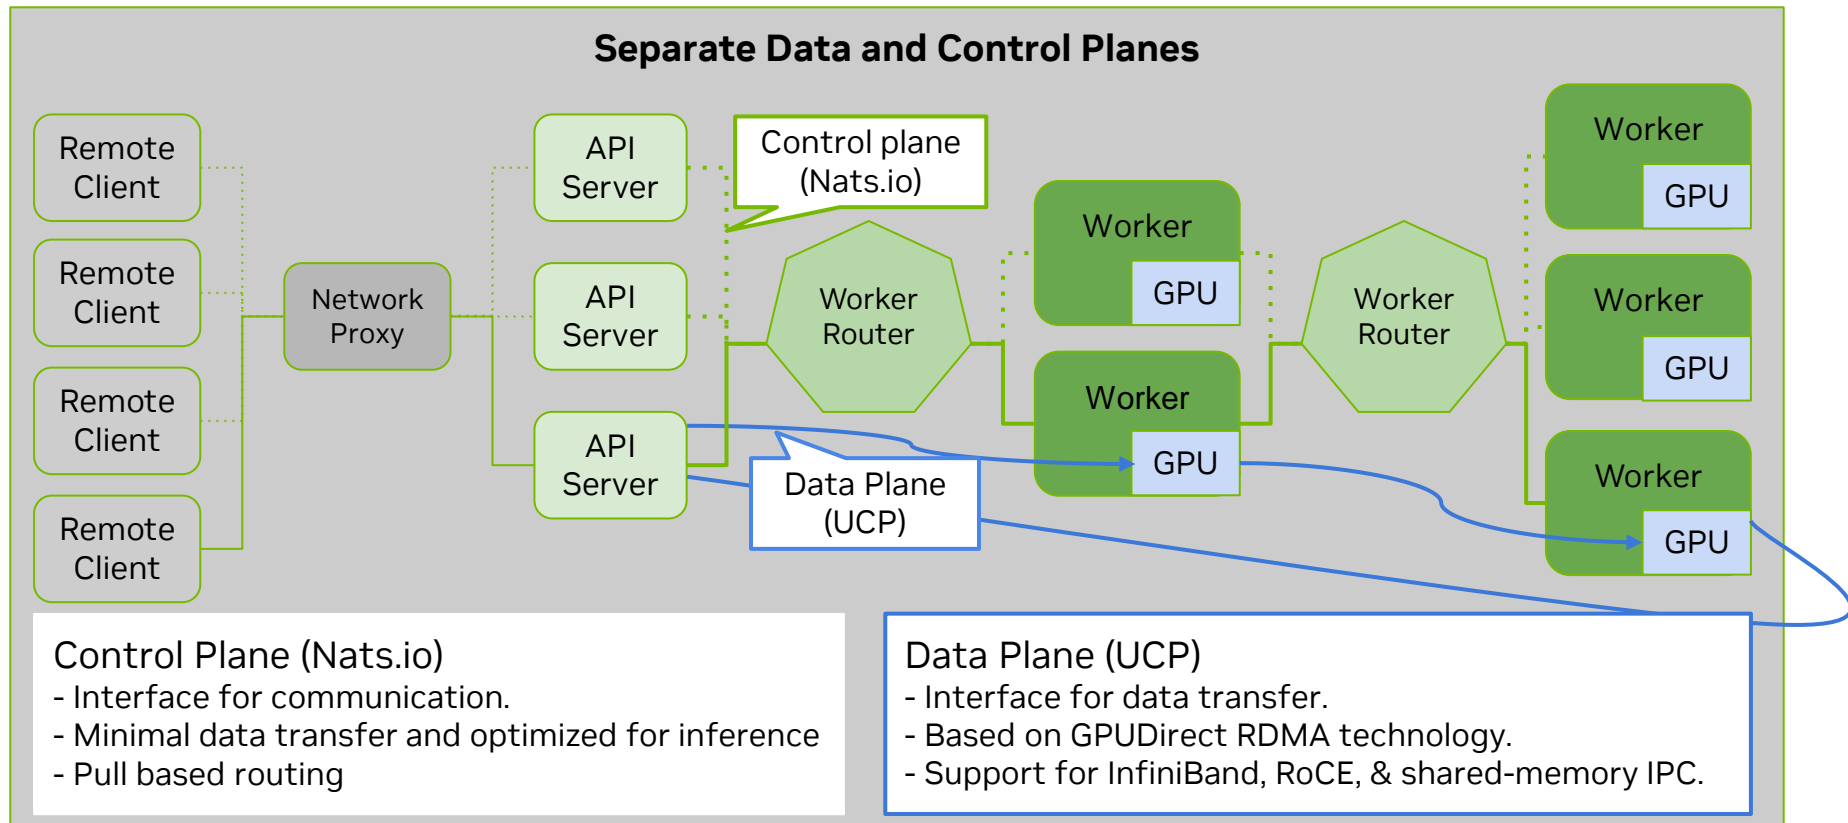 Separate Data and Control Planes
Remote
Client
Remote
Client
Remote
Client
Remote
Client
Network
Proxy
API
Server
API
Server
API
Server
Control plane
(Nats.io)
Data Plane
(UCP)
Worker
Router
Worker
GPU
Worker
GPU
Worker
Router
Worker
GPU
Worker
GPU
Worker
GPU
Control Plane (Nats.io)
- Interface for communication.
- Minimal data transfer and optimized for inference
- Pull based routing
Data Plane (UCP)
- Interface for data transfer.
- Based on GPUDirect RDMA technology.
- Support for InfiniBand, RoCE, & shared-memory IPC.